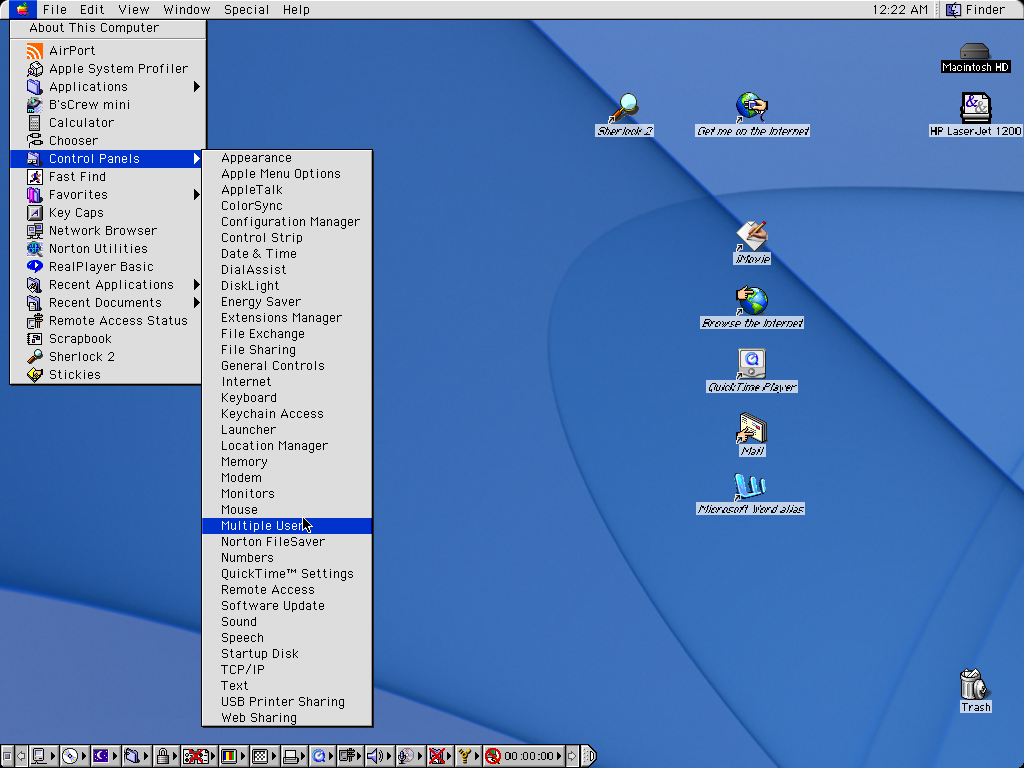 File Edit View Window Special Help 12:22 AM Finder
About This Computer
AirPort
Apple System Profiler
Applications
B'sCrew mini
Calculator
Chooser
Control Panels
Fast Find
Favorites
Key Caps
Network Browser
Norton Utilities
RealPlayer Basic
Recent Applications
Recent Documents
Remote Access Status
Scrapbook
Sherlock 2
Stickies
Appearance
Apple Menu Options
AppleTalk
ColorSync
Configuration Manager
Control Strip
Date & Time
DialAssist
DiskLight
Energy Saver
Extensions Manager
File Exchange
File Sharing
General Controls
Internet
Keyboard
Keychain Access
Launcher
Location Manager
Memory
Modem
Monitors
Mouse
Multiple User
Norton FileSaver
Numbers
QuickTime™ Settings
Remote Access
Software Update
Sound
Speech
Startup Disk
TCP/IP
Text
USB Printer Sharing
Web Sharing
Sherlock 2
Get me on the Internet
Macintosh HD
HP LaserJet 1200
iMovie
Browse the Internet
QuickTime Player
Mail
Microsoft Word alias
Trash
00:00:00